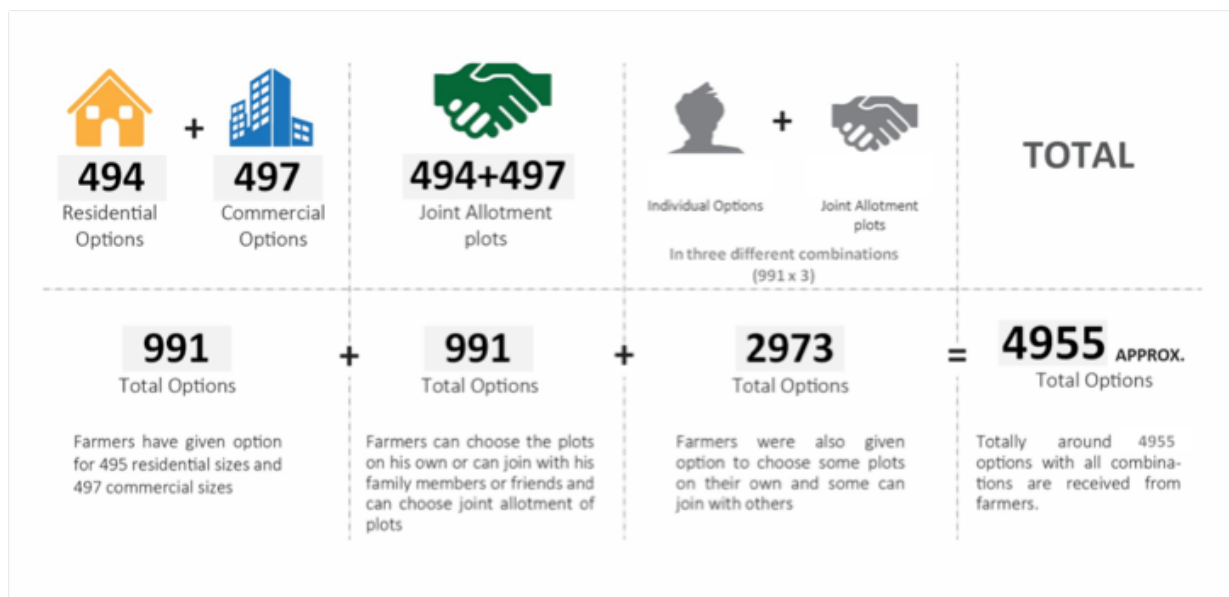 +
494
Residential
Options
497
Commercial
Options
494+497
Joint Allotment
plots
+
Individual Options
Joint Allotment
plots
In three different combinations
(991 x 3)
TOTAL
991
Total Options
+
991
Total Options
+
2973
Total Options
=
4955 APPROX.
Total Options
Farmers have given option
for 495 residential sizes and
497 commercial sizes
Farmers can choose the plots
on his own or can join with his
family members or friends and
can choose joint allotment of
plots
Farmers were also given
option to choose some plots
on their own and some can
join with others
Totally around 4955
options with all combina-
tions are received from
farmers.